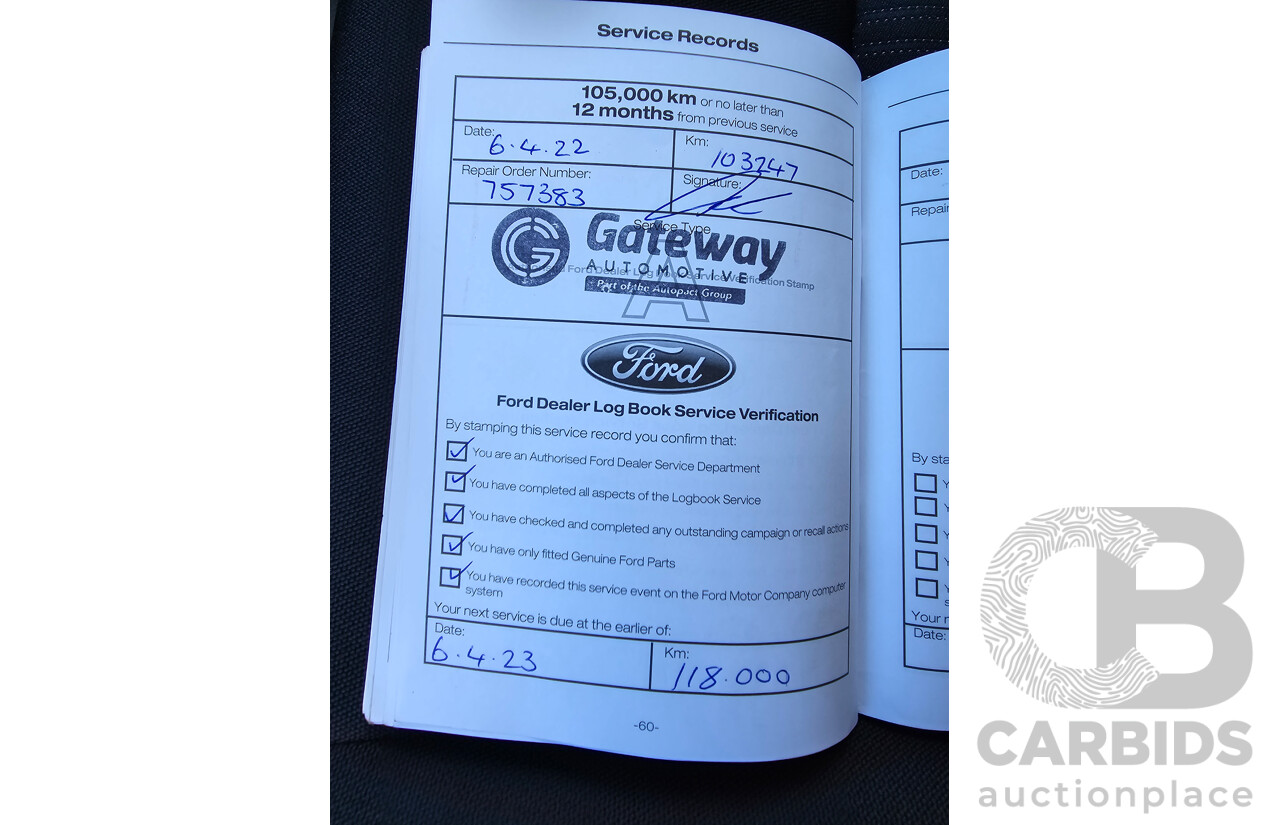 Service Records
105,000 km or no later than
12 months from previous service
Date: 6.4.22
Km: 103247
Repair Order Number: 757383
Signature:
Service Type
A
Gateway
AUTOMOTIVE
Ford Dealer Log Book Service Verification Stamp
Part of the Autopact Group
Ford
Ford Dealer Log Book Service Verification
By stamping this service record you confirm that:
You are an Authorised Ford Dealer Service Department
You have completed all aspects of the Logbook Service
You have checked and completed any outstanding campaign or recall actions
You have only fitted Genuine Ford Parts
You have recorded this service event on the Ford Motor Company computer
system
Your next service is due at the earlier of:
Date: 6.4.23
Km: 118.000
-60-
Date:
Repair
By sta
Your n
Date:
CB
CARBIDS
auctionplace